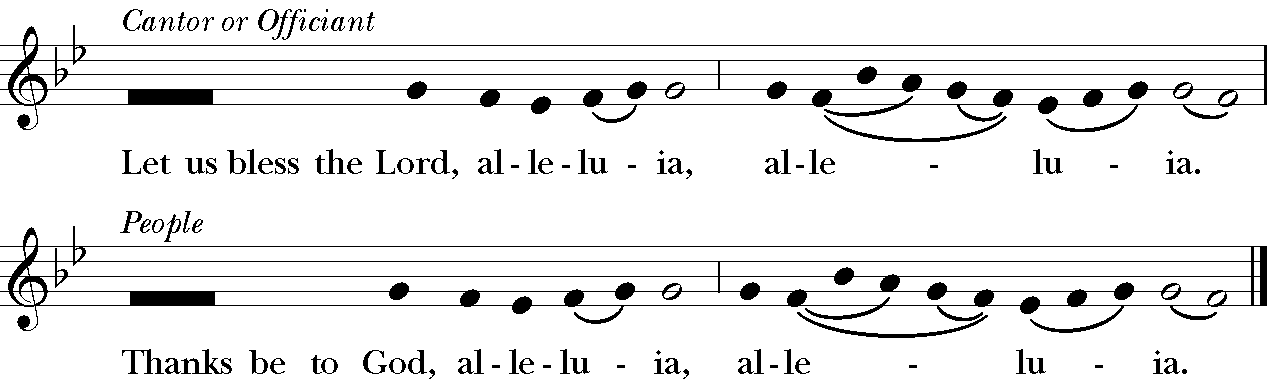 Cantor or Officiant
Let us bless the Lord, al-le-lu-ia, al-le-lu-ia.
People
Thanks be to God, al-le-lu-ia, al-le-lu-ia.